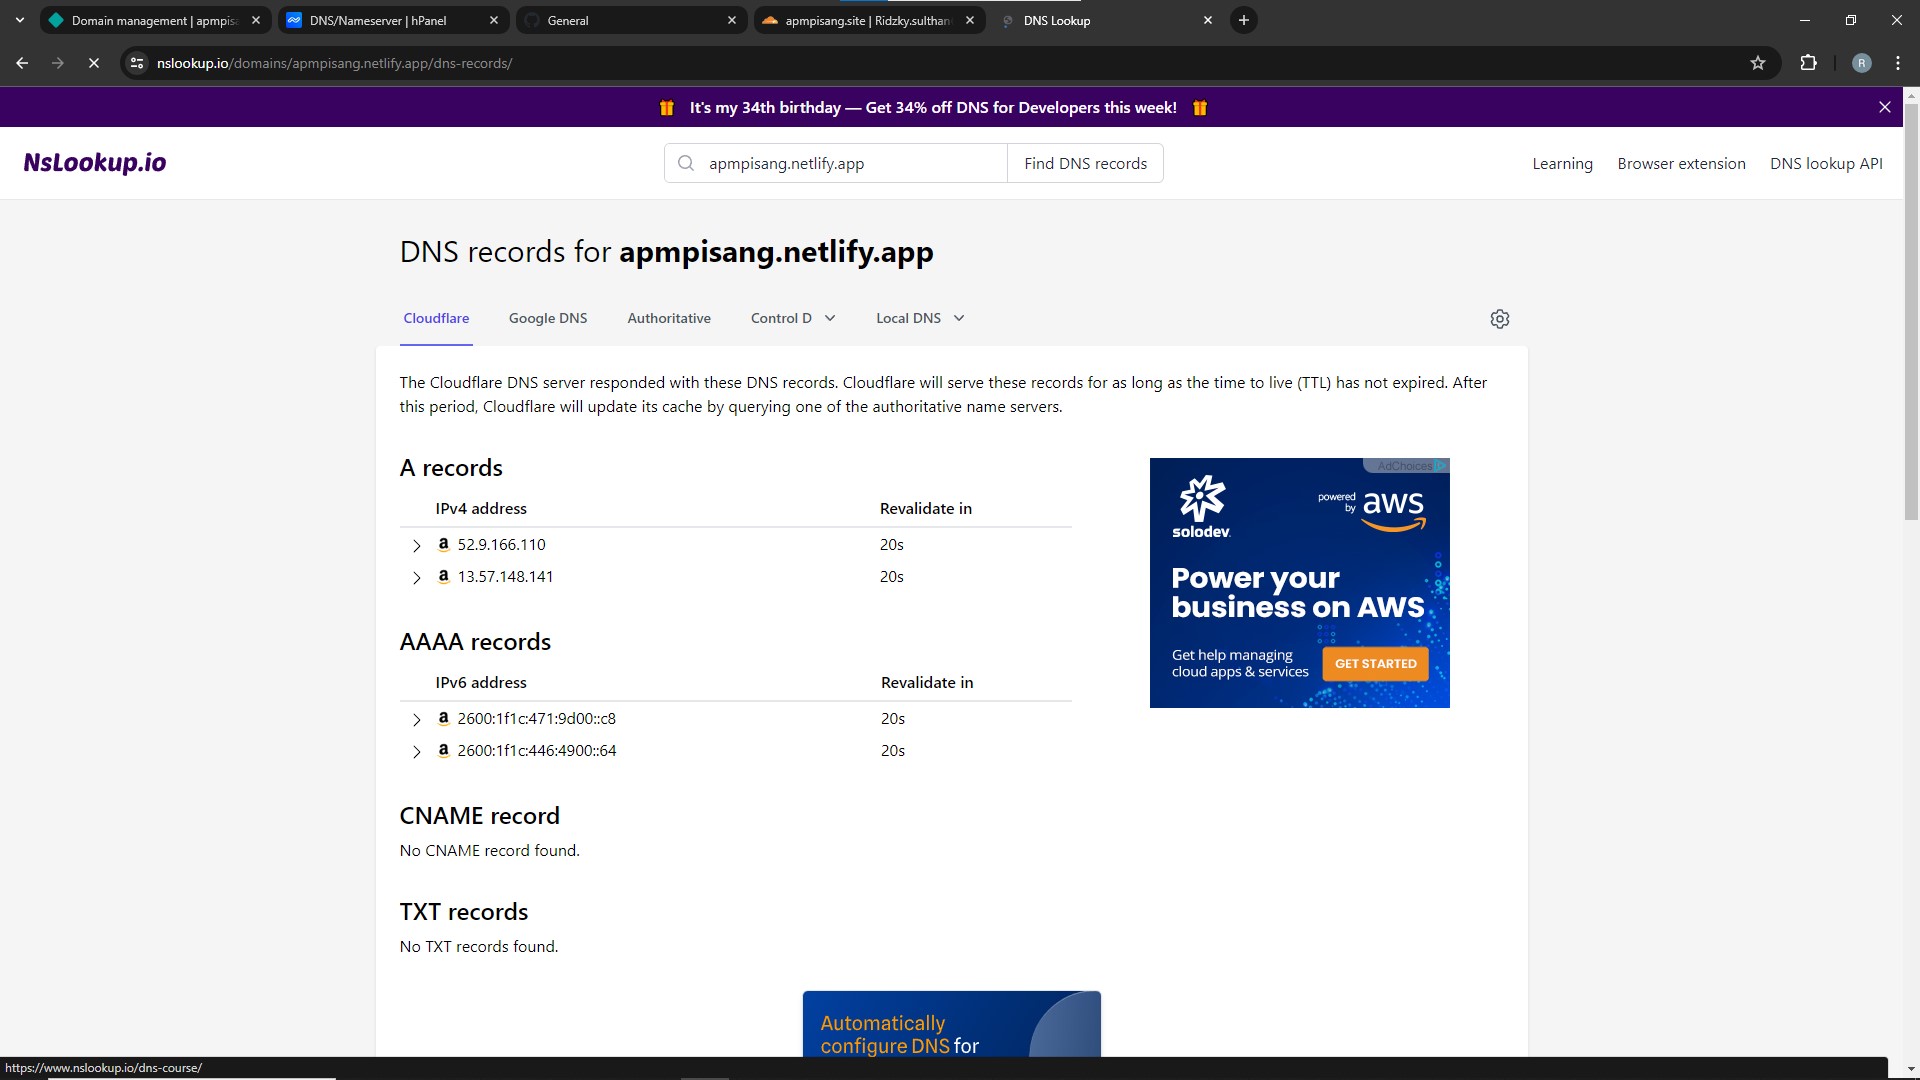 Domain management | apmpisa
DNS/Nameserver | hPanel
General
apmpisang.site | Ridzky.sulthan
DNS Lookup
nslookup.io/domains/apmpisang.netlify.app/dns-records/
R
It's my 34th birthday — Get 34% off DNS for Developers this week!
NsLookup.io
apmpisang.netlify.app
Find DNS records
Learning
Browser extension
DNS lookup API
DNS records for apmpisang.netlify.app
Cloudflare
Google DNS
Authoritative
Control D
Local DNS
The Cloudflare DNS server responded with these DNS records. Cloudflare will serve these records for as long as the time to live (TTL) has not expired. After
this period, Cloudflare will update its cache by querying one of the authoritative name servers.
A records
IPv4 address Revalidate in
52.9.166.110 20s
13.57.148.141 20s
AAAA records
IPv6 address Revalidate in
2600:1f1c:471:9d00::c8 20s
2600:1f1c:446:4900::64 20s
CNAME record
No CNAME record found.
TXT records
No TXT records found.
AdChoices
solodev
powered
by
aws
Power your
business on AWS
Get help managing
cloud apps & services
GET STARTED
Automatically
configure DNS for
https://www.nslookup.io/dns-course/